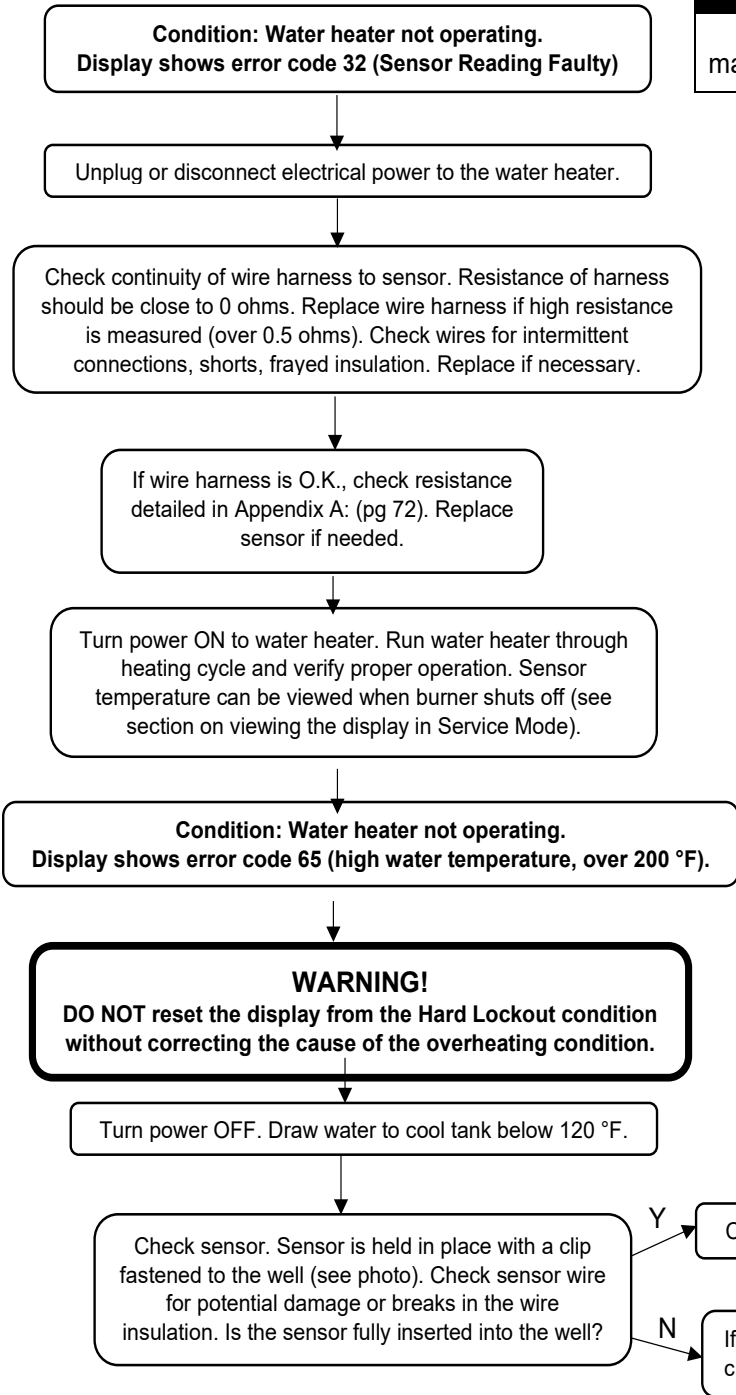 Condition: Water heater not operating.
Display shows error code 32 (Sensor Reading Faulty)
Unplug or disconnect electrical power to the water heater.
Check continuity of wire harness to sensor. Resistance of harness
should be close to 0 ohms. Replace wire harness if high resistance
is measured (over 0.5 ohms). Check wires for intermittent
connections, shorts, frayed insulation. Replace if necessary.
If wire harness is O.K., check resistance
detailed in Appendix A: (pg 72). Replace
sensor if needed.
Turn power ON to water heater. Run water heater through
heating cycle and verify proper operation. Sensor
temperature can be viewed when burner shuts off (see
section on viewing the display in Service Mode).
Condition: Water heater not operating.
Display shows error code 65 (high water temperature, over 200 °F).
WARNING!
DO NOT reset the display from the Hard Lockout condition
without correcting the cause of the overheating condition.
Turn power OFF. Draw water to cool tank below 120 °F.
Check sensor. Sensor is held in place with a clip
fastened to the well (see photo). Check sensor wire
for potential damage or breaks in the wire
insulation. Is the sensor fully inserted into the well?
Y
N
If